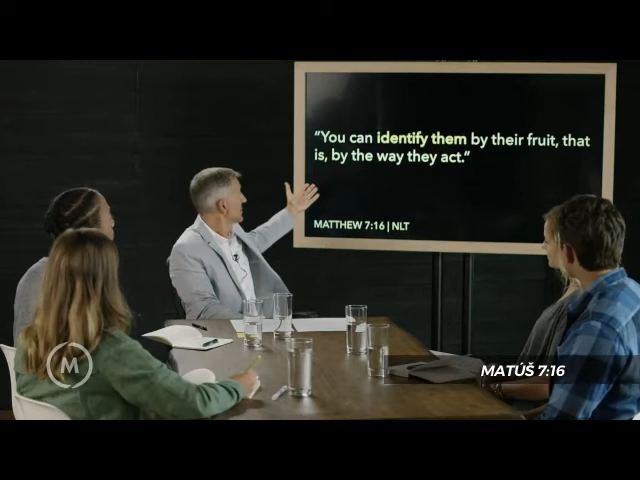 “You can identify them by their fruit, that
is, by the way they act.”
MATTHEW 7:16 | NLT
M
MATÚŠ 7:16